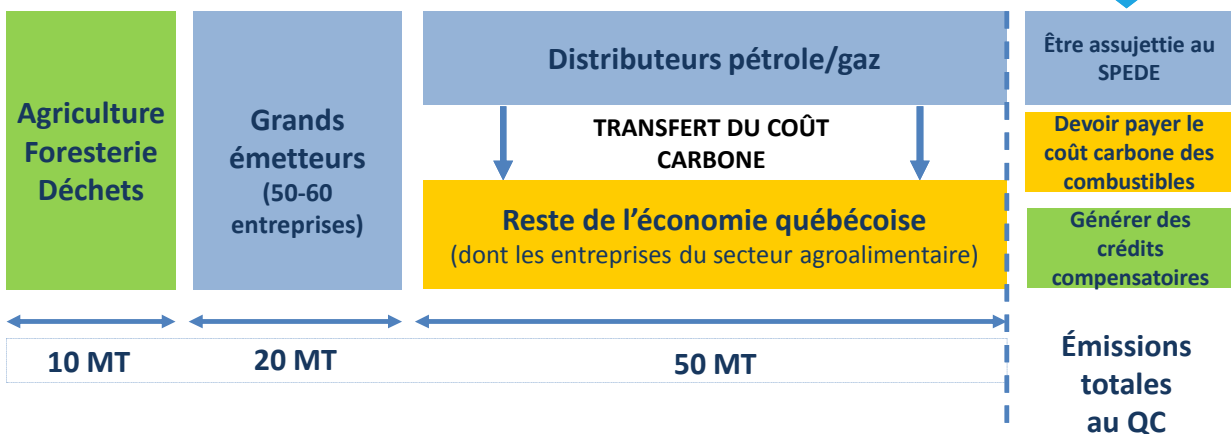 Agriculture
Foresterie
Déchets
Grands
émetteurs
(50-60
entreprises)
Distributeurs pétrole/gaz
TRANSFERT DU COÛT
CARBONE
Reste de l’économie québécoise
(dont les entreprises du secteur agroalimentaire)
Être assujettie au
SPEDE
Devoir payer le
coût carbone des
combustibles
Générer des
crédits
compensatoires
10 MT
20 MT
50 MT
Émissions
totales
au QC